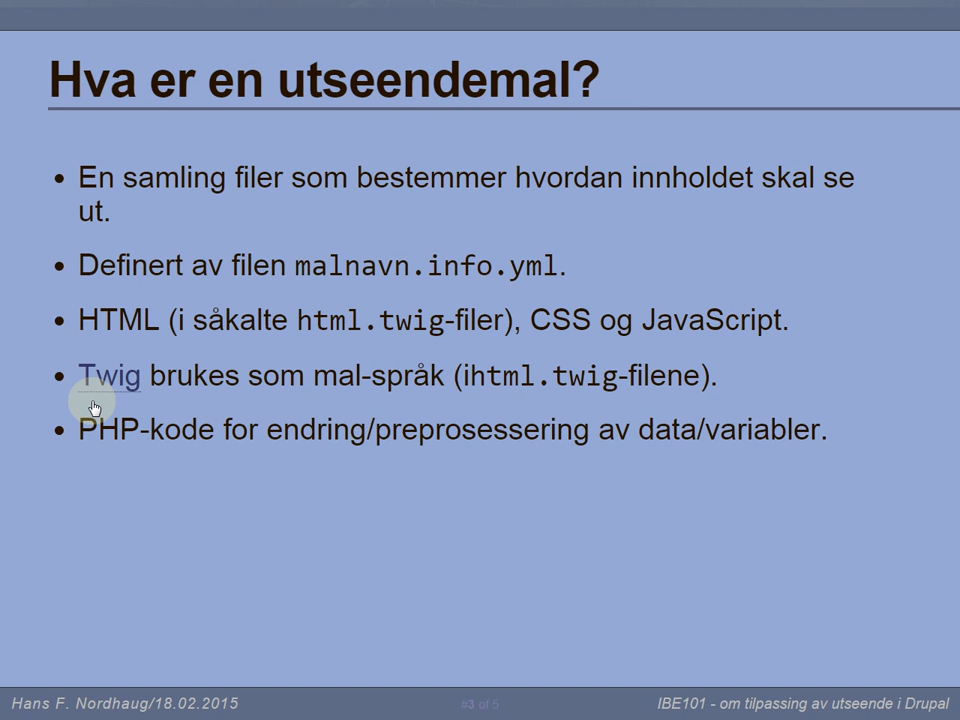 Hva er en utseendemal?
• En samling filer som bestemmer hvordan innholdet skal se
ut.
• Definert av filen malnavn.info.yml.
• HTML (i såkalte html.twig-filer), CSS og JavaScript.
• Twig brukes som mal-språk (ihtml.twig-filene).
• PHP-kode for endring/preprosessering av data/variabler.
Hans F. Nordhaug/18.02.2015
#3 of 5
IBE101 - om tilpassing av utseende i Drupal